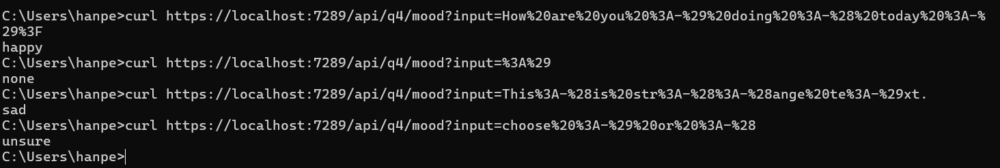 C:\Users\hanpe>curl https://localhost:7289/api/q4/mood?input=How%20are%20you%20%3A-%29%20doing%20%3A-%28%20today%20%3A-%
29%3F
happy
C:\Users\hanpe>curl https://localhost:7289/api/q4/mood?input=%3A%29
none
C:\Users\hanpe>curl https://localhost:7289/api/q4/mood?input=This%3A-%28is%20str%3A-%28%3A-%28ange%20te%3A-%29xt.
sad
C:\Users\hanpe>curl https://localhost:7289/api/q4/mood?input=choose%20%3A-%29%20or%20%3A-%28
unsure
C:\Users\hanpe>